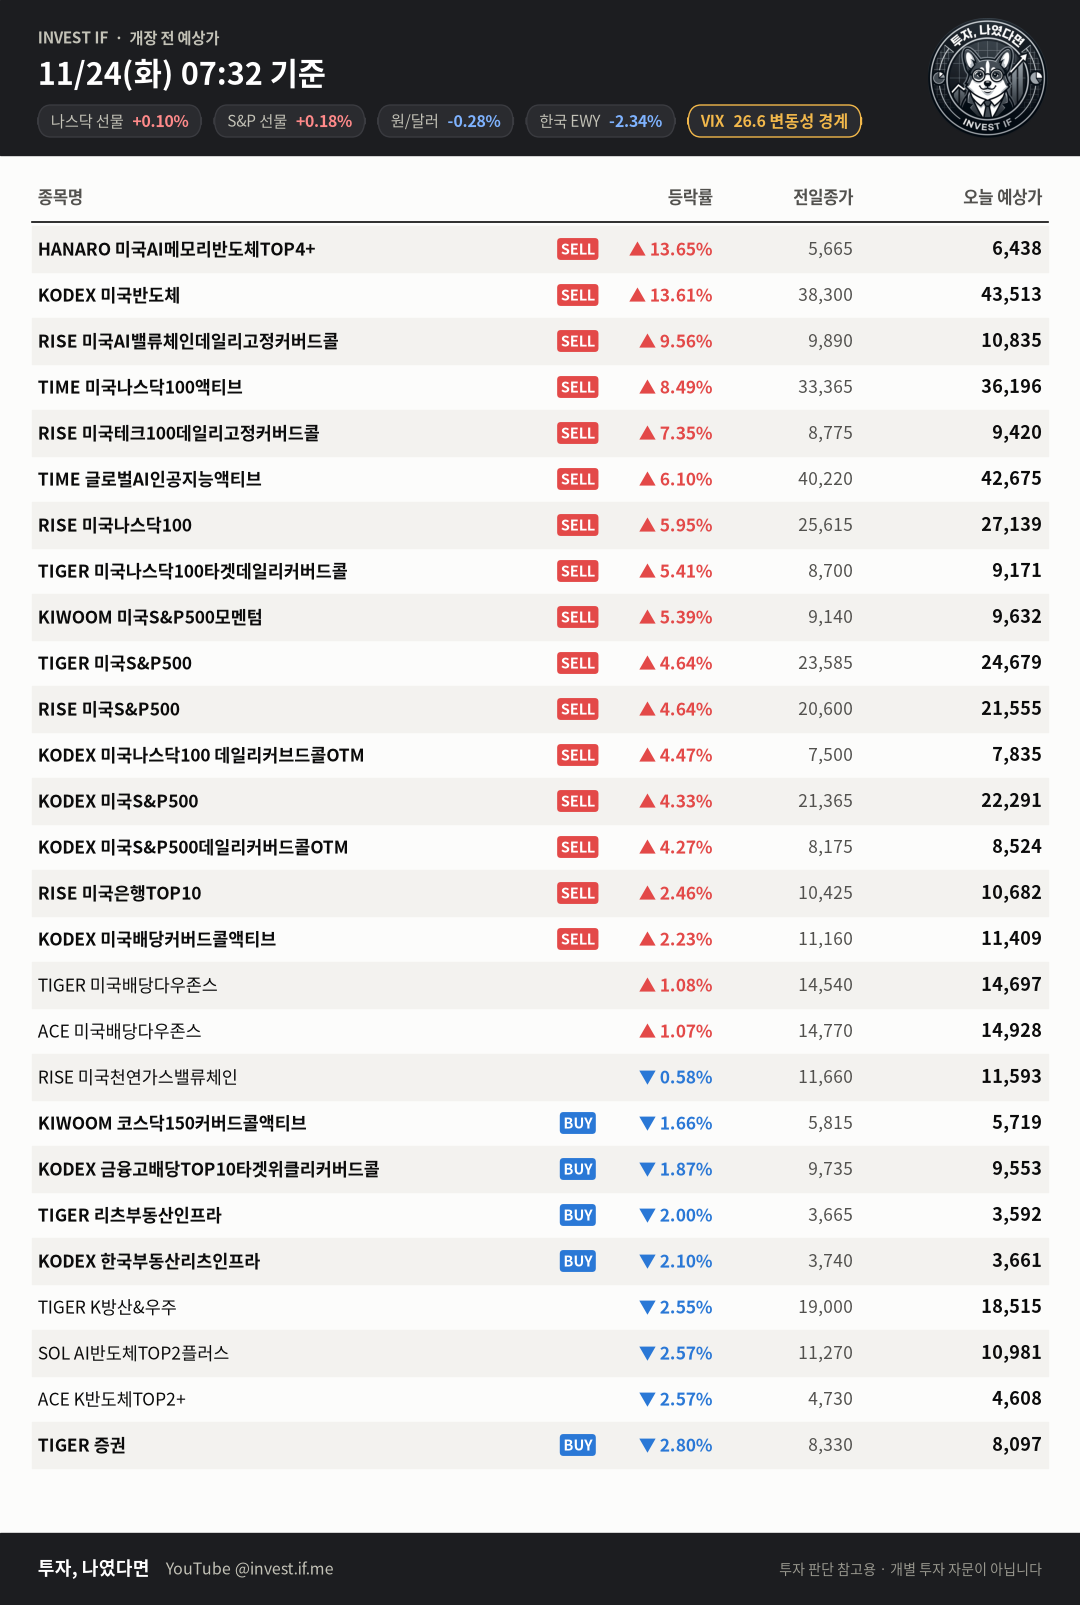 INVEST IF · 개장 전 예상가
11/24(화) 07:32 기준
나스닥 선물 +0.10% S&P 선물 +0.18% 원/달러 -0.28% 한국 EWY -2.34% VIX 26.6 변동성 경계
투자, 나였다면
INVEST IF
종목명 등락률 전일종가 오늘 예상가
HANARO 미국AI메모리반도체TOP4+ SELL ▲ 13.65% 5,665 6,438
KODEX 미국반도체 SELL ▲ 13.61% 38,300 43,513
RISE 미국AI밸류체인데일리고정커버드콜 SELL ▲ 9.56% 9,890 10,835
TIME 미국나스닥100액티브 SELL ▲ 8.49% 33,365 36,196
RISE 미국테크100데일리고정커버드콜 SELL ▲ 7.35% 8,775 9,420
TIME 글로벌AI인공지능액티브 SELL ▲ 6.10% 40,220 42,675
RISE 미국나스닥100 SELL ▲ 5.95% 25,615 27,139
TIGER 미국나스닥100타겟데일리커버드콜 SELL ▲ 5.41% 8,700 9,171
KIWOOM 미국S&P500모멘텀 SELL ▲ 5.39% 9,140 9,632
TIGER 미국S&P500 SELL ▲ 4.64% 23,585 24,679
RISE 미국S&P500 SELL ▲ 4.64% 20,600 21,555
KODEX 미국나스닥100 데일리커브드콜OTM SELL ▲ 4.47% 7,500 7,835
KODEX 미국S&P500 SELL ▲ 4.33% 21,365 22,291
KODEX 미국S&P500데일리커버드콜OTM SELL ▲ 4.27% 8,175 8,524
RISE 미국은행TOP10 SELL ▲ 2.46% 10,425 10,682
KODEX 미국배당커버드콜액티브 SELL ▲ 2.23% 11,160 11,409
TIGER 미국배당다우존스 ▲ 1.08% 14,540 14,697
ACE 미국배당다우존스 ▲ 1.07% 14,770 14,928
RISE 미국천연가스밸류체인 ▼ 0.58% 11,660 11,593
KIWOOM 코스닥150커버드콜액티브 BUY ▼ 1.66% 5,815 5,719
KODEX 금융고배당TOP10타겟위클리커버드콜 BUY ▼ 1.87% 9,735 9,553
TIGER 리츠부동산인프라 BUY ▼ 2.00% 3,665 3,592
KODEX 한국부동산리츠인프라 BUY ▼ 2.10% 3,740 3,661
TIGER K방산&우주 ▼ 2.55% 19,000 18,515
SOL AI반도체TOP2플러스 ▼ 2.57% 11,270 10,981
ACE K반도체TOP2+ ▼ 2.57% 4,730 4,608
TIGER 증권 BUY ▼ 2.80% 8,330 8,097
투자, 나였다면 YouTube @invest.if.me 투자 판단 참고용 · 개별 투자 자문이 아닙니다